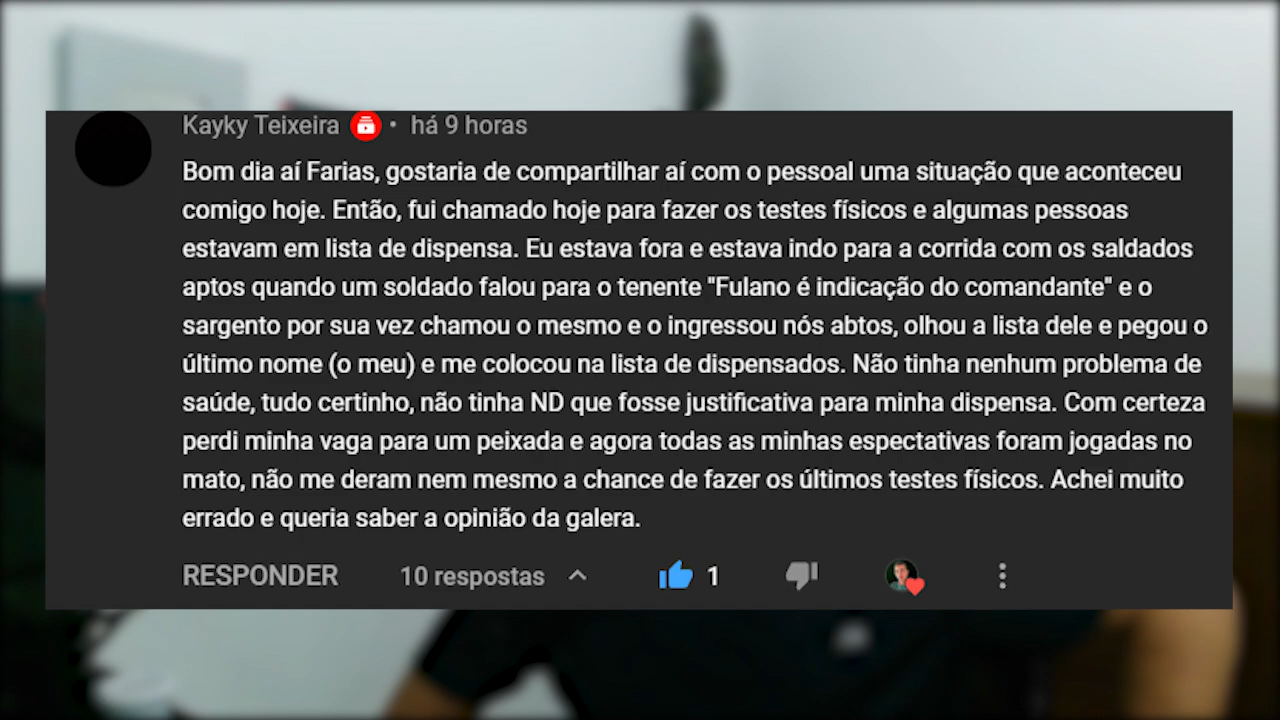 Kayky Teixeira • há 9 horas
Bom dia aí Farias, gostaria de compartilhar aí com o pessoal uma situação que aconteceu
comigo hoje. Então, fui chamado hoje para fazer os testes físicos e algumas pessoas
estavam em lista de dispensa. Eu estava fora e estava indo para a corrida com os saldados
aptos quando um soldado falou para o tenente "Fulano é indicação do comandante" e o
sargento por sua vez chamou o mesmo e o ingressou nós abtos, olhou a lista dele e pegou o
último nome (o meu) e me colocou na lista de dispensados. Não tinha nenhum problema de
saúde, tudo certinho, não tinha ND que fosse justificativa para minha dispensa. Com certeza
perdi minha vaga para um peixada e agora todas as minhas espectativas foram jogadas no
mato, não me deram nem mesmo a chance de fazer os últimos testes físicos. Achei muito
errado e queria saber a opinião da galera.
RESPONDER 10 respostas 1